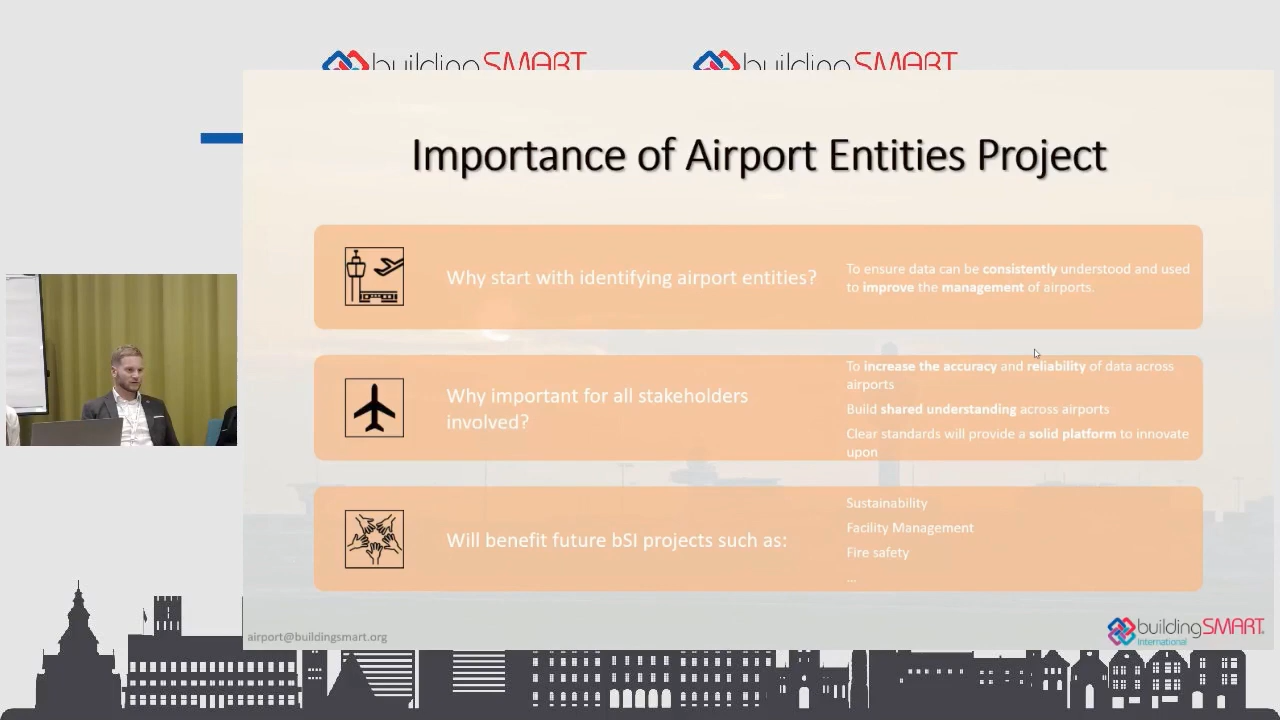 buildingSMART
buildingSMART
Importance of Airport Entities Project
Why start with identifying airport entities?
To ensure data can be consistently understood and used
to improve the management of airports.
Why important for all stakeholders
involved?
To increase the accuracy and reliability of data across
airports
Build shared understanding across airports
Clear standards will provide a solid platform to innovate
upon
Will benefit future bSI projects such as:
Sustainability
Facility Management
Fire safety
...
airport@buildingsmart.org
buildingSMART
International